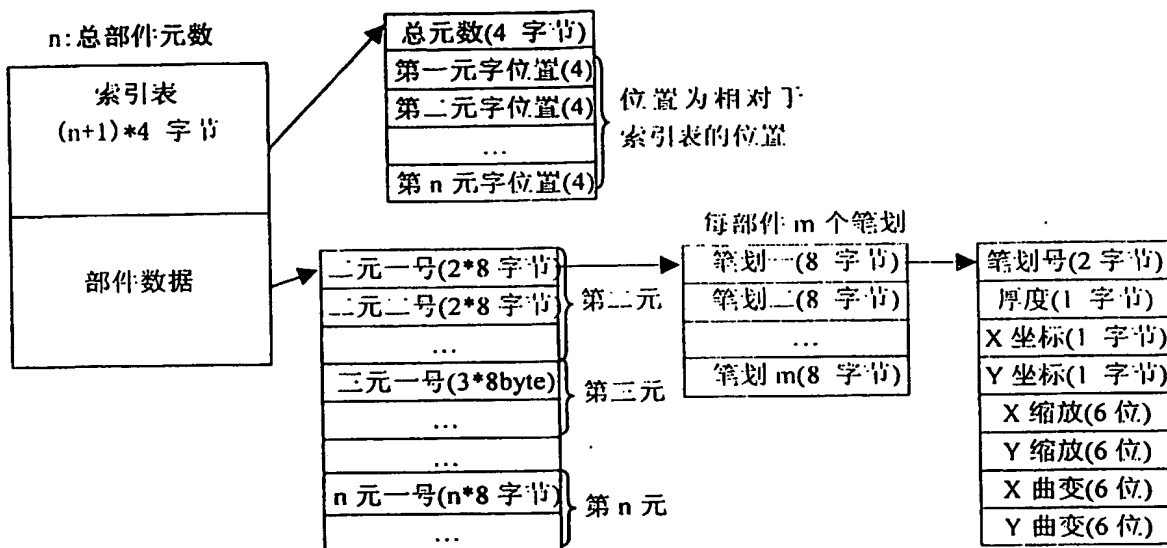 n:总部件元数
索引表
(n+1)*4 字节
部件数据
总元数(4 字节)
第一元字位置(4)
第二元字位置(4)
...
第 n 元字位置(4)
位置为相对于
索引表的位置
二元一号(2*8 字节)
二元二号(2*8 字节)
...
三元一号(3*8byte)
...
...
n 元一号(n*8 字节)
...
第二元
第三元
第 n 元
每部件 m 个笔划
笔划一(8 字节)
笔划二(8 字节)
...
笔划 m(8 字节)
笔划号(2 字节)
厚度(1 字节)
X 坐标(1 字节)
Y 坐标(1 字节)
X 缩放(6 位)
Y 缩放(6 位)
X 曲变(6 位)
Y 曲变(6 位)